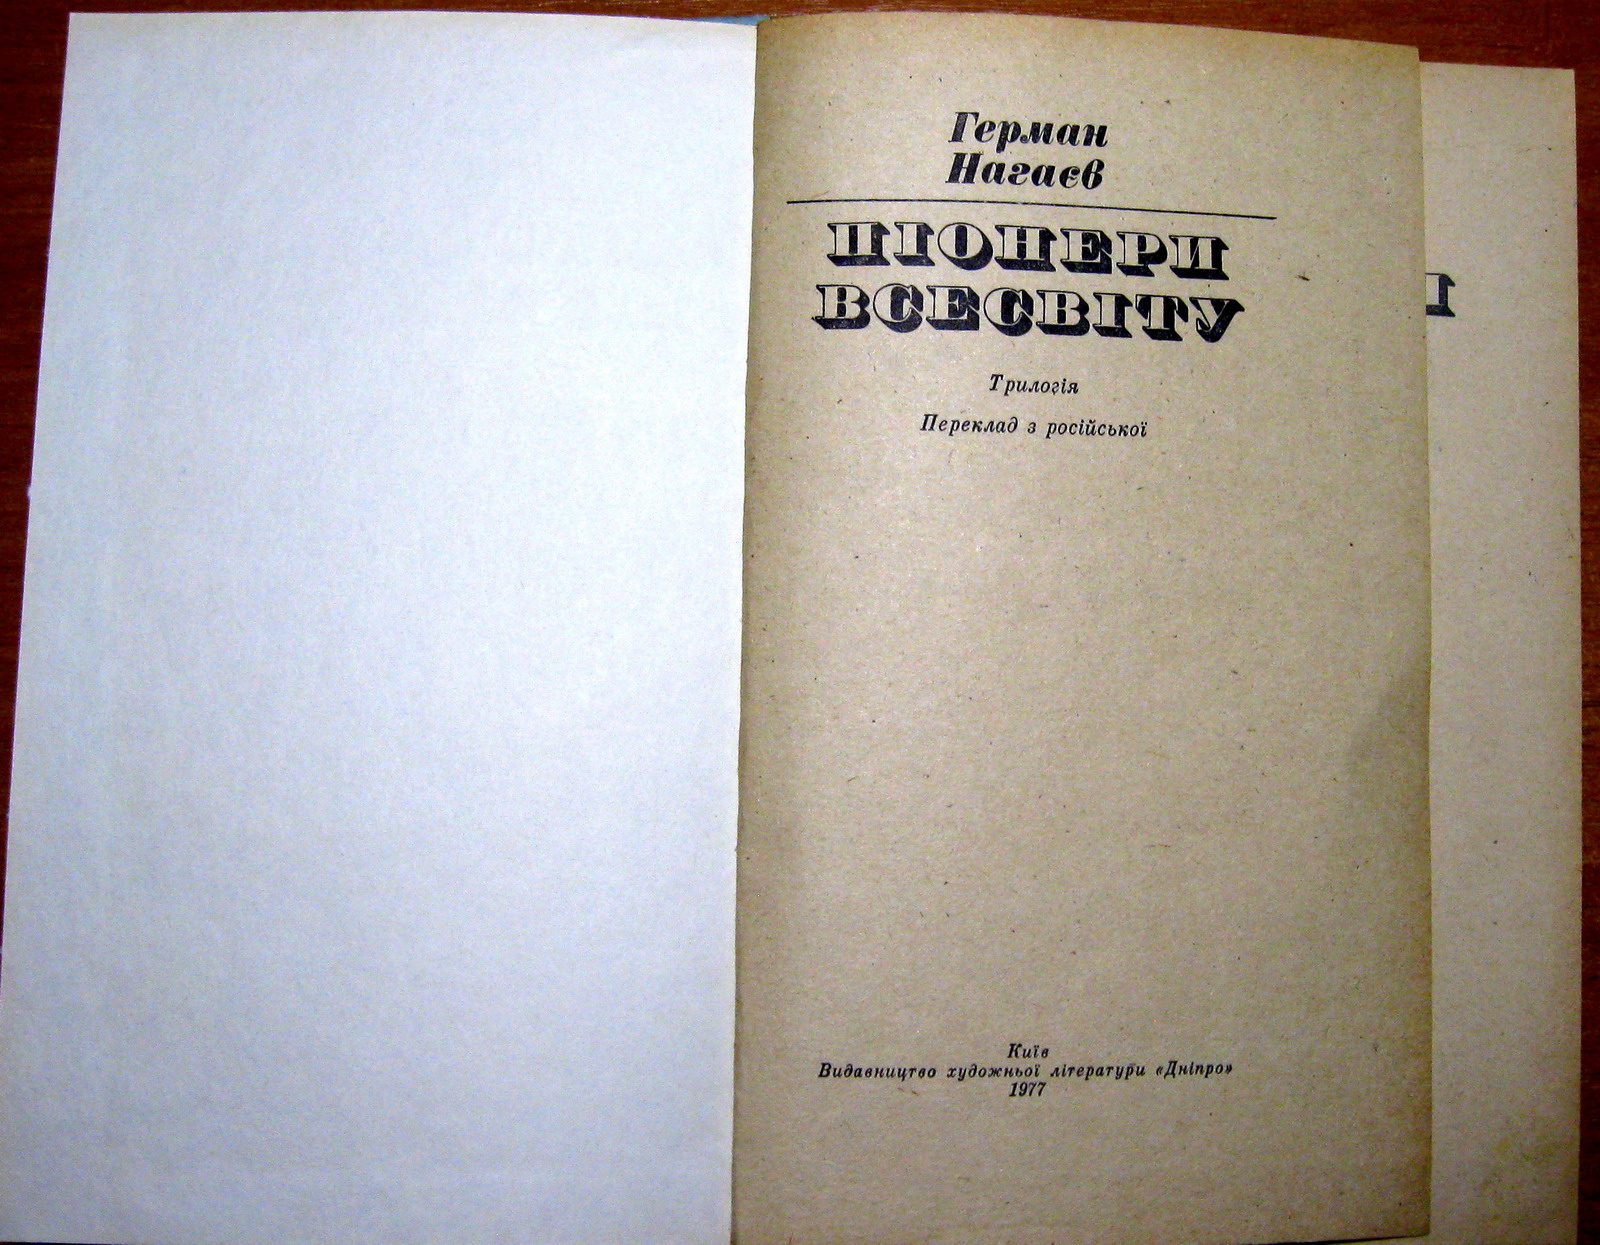 Герман
Нагаєв
ПІОНЕРИ
ВСЕСВІТУ
Трилогія
Переклад з російської
Київ
Видавництво художньої літератури «Дніпро»
1977